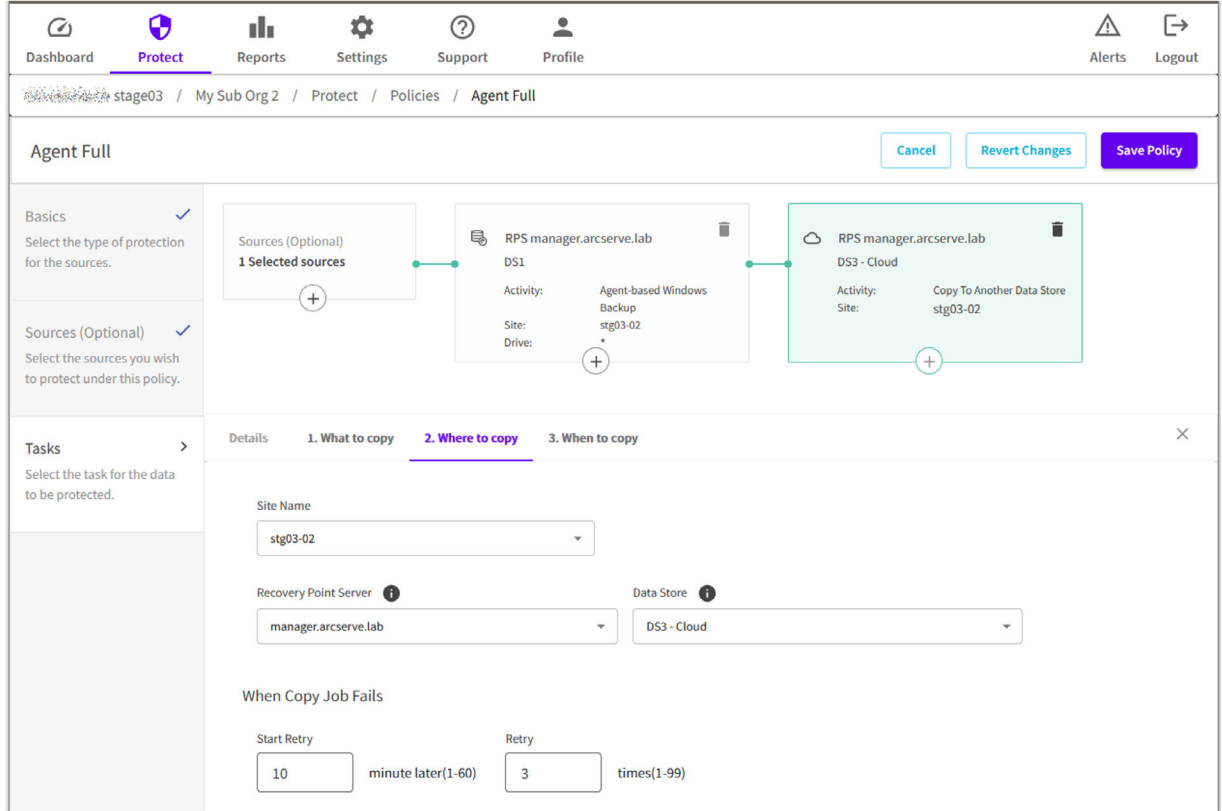 Dashboard Protect Reports Settings Support Profile Alerts Logout
stage03 / My Sub Org 2 / Protect / Policies / Agent Full
Agent Full
Cancel Revert Changes Save Policy
Basics
Select the type of protection
for the sources.
Sources (Optional)
Select the sources you wish
to protect under this policy.
Tasks
Select the task for the data
to be protected.
Sources (Optional)
1 Selected sources
RPS manager.arcserve.lab
DS1
Activity: Agent-based Windows
Backup
Site: stg03-02
Drive: *
RPS manager.arcserve.lab
DS3 - Cloud
Activity: Copy To Another Data Store
Site: stg03-02
Details 1. What to copy 2. Where to copy 3. When to copy
Site Name
stg03-02
Recovery Point Server Data Store
manager.arcserve.lab DS3 - Cloud
When Copy Job Fails
Start Retry Retry
10 minute later(1-60) 3 times(1-99)